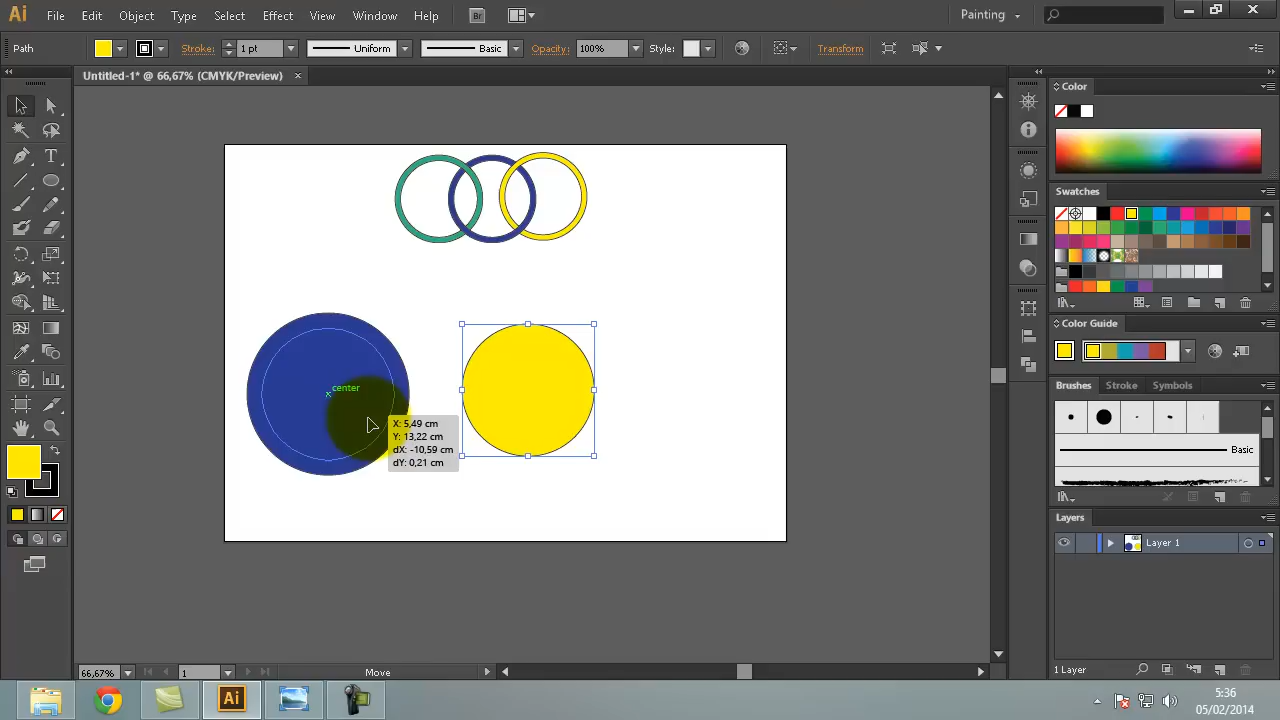 Ai File Edit Object Type Select Effect View Window Help Br Painting
Path Stroke: 1 pt Uniform Basic Opacity: 100% Style: Transform
Untitled-1* @ 66,67% (CMYK/Preview)
Color
Swatches
center
X: 5,49 cm
Y: 13,22 cm
dX: -10,59 cm
dY: 0,21 cm
Color Guide
Brushes Stroke Symbols
Basic
Layers
Layer 1
66,67% 1 Move
1 Layer
Ai
5:36
05/02/2014